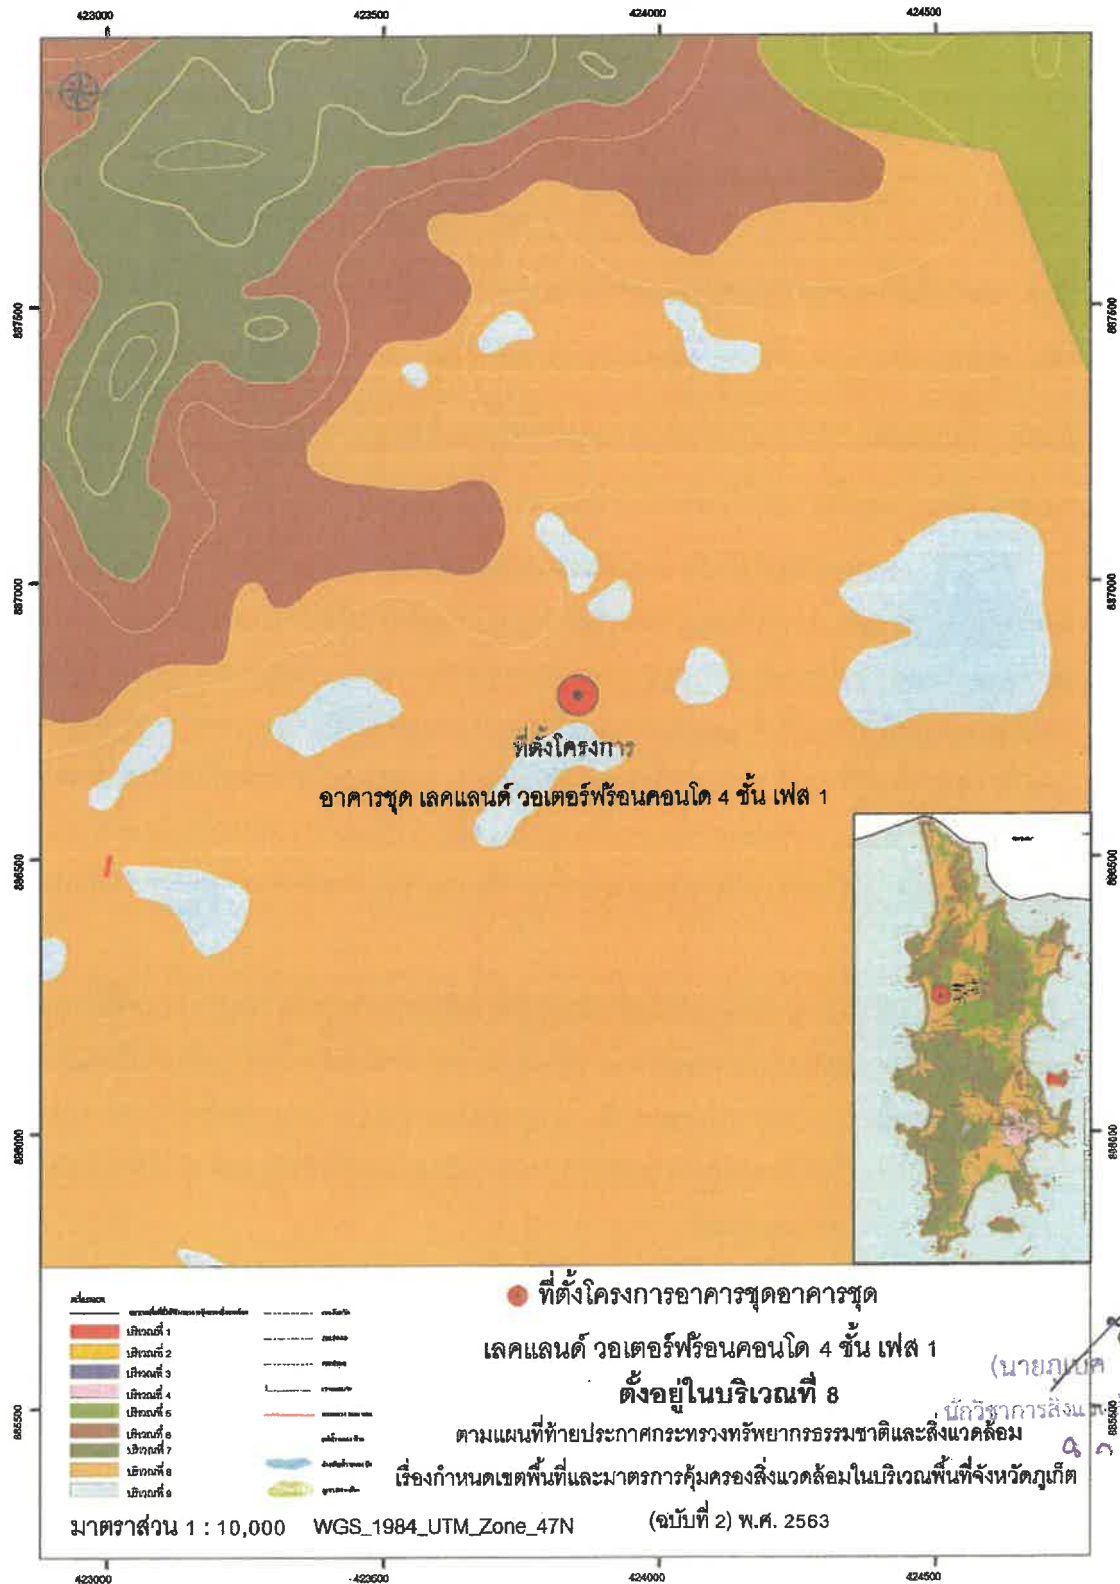 423000 423500 424000 424500
887500 887500
887000 887000
ที่ตั้งโครงการ
อาคารชุด เลคแลนด์ วอเตอร์ฟร้อนคอนโด 4 ชั้น เฟส 1
886500 886500
885500
ที่ตั้งโครงการอาคารชุดอาคารชุด
เลคแลนด์ วอเตอร์ฟร้อนคอนโด 4 ชั้น เฟส 1
ตั้งอยู่ในบริเวณที่ 8
ตามแผนที่ท้ายประกาศกระทรวงทรัพยากรธรรมชาติและสิ่งแวดล้อม
เรื่องกำหนดเขตพื้นที่และมาตรการคุ้มครองสิ่งแวดล้อมในบริเวณพื้นที่จังหวัดภูเก็ต
(ฉบับที่ 2) พ.ศ. 2563
บริเวณที่ 1
บริเวณที่ 2
บริเวณที่ 3
บริเวณที่ 4
บริเวณที่ 5
บริเวณที่ 6
บริเวณที่ 7
บริเวณที่ 8
บริเวณที่ 9
มาตราส่วน 1 : 10,000 WGS_1984_UTM_Zone_47N
423000 423500 424000 424500